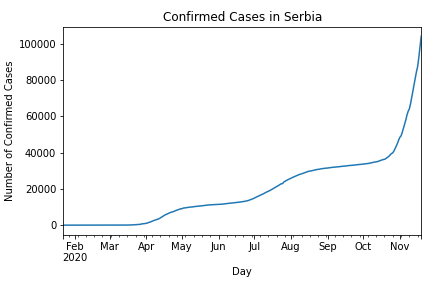 Confirmed Cases in Serbia
Number of Confirmed Cases
100000
80000
60000
40000
20000
0
Feb Mar Apr May Jun Jul Aug Sep Oct Nov
2020
Day